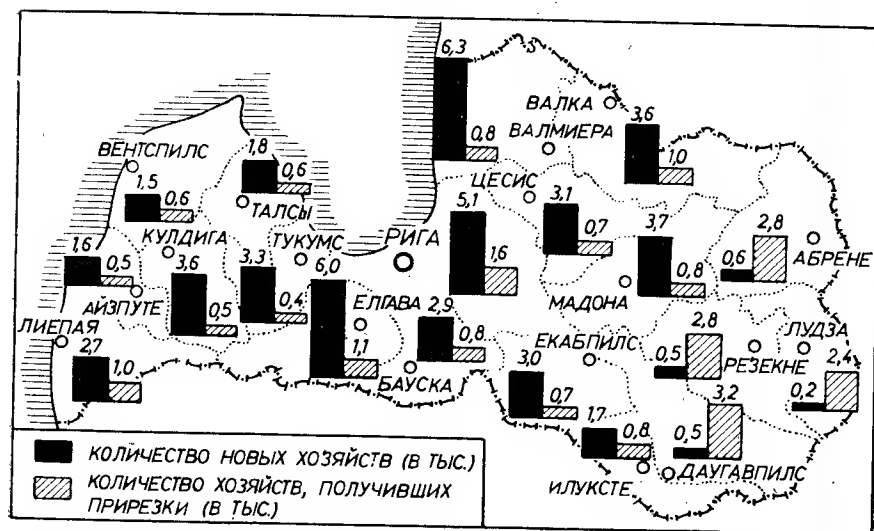 6,3
0,8
ВАЛКА
ВАЛМИЕРА
3,6
1,0
ВЕНТСПИЛС
1,8
0,6
ТАЛСЫ
1,5
0,6
ЦЕСИС
3,1
0,7
5,1
1,6
РИГА
3,7
0,8
2,8
0,6
АБРЕНЕ
КУЛДИГА
ТУКУМС
1,6
0,5
АЙЗПУТЕ
3,6
0,5
3,3
0,4
6,0
1,1
ЕЛГАВА
2,9
0,8
МАДОНА
ЛИЕПАЯ
2,7
1,0
БАУСКА
ЕКАБПИЛС
2,8
0,5
РЕЗЕКНЕ
ЛУДЗА
2,4
0,2
3,0
0,7
1,7
0,8
3,2
0,5
ИЛУКСТЕ
ДАУГАВПИЛС
КОЛИЧЕСТВО НОВЫХ ХОЗЯЙСТВ (В ТЫС.)
КОЛИЧЕСТВО ХОЗЯЙСТВ, ПОЛУЧИВШИХ
ПРИРЕЗКИ (В ТЫС.)